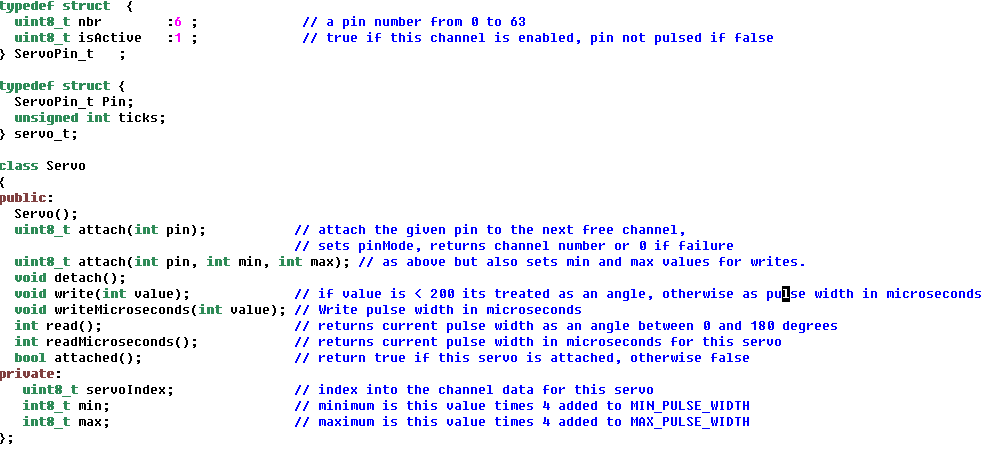 typedef struct  {
  uint8_t nbr        :6 ;             // a pin number from 0 to 63
  uint8_t isActive   :1 ;             // true if this channel is enabled, pin not pulsed if false
} ServoPin_t   ;

typedef struct {
  ServoPin_t Pin;
  unsigned int ticks;
} servo_t;

class Servo
{
public:
  Servo();
  uint8_t attach(int pin);           // attach the given pin to the next free channel,
                                     // sets pinMode, returns channel number or 0 if failure
  uint8_t attach(int pin, int min, int max); // as above but also sets min and max values for writes.
  void detach();
  void write(int value);             // if value is < 200 its treated as an angle, otherwise as pulse width in microseconds
  void writeMicroseconds(int value); // Write pulse width in microseconds
  int read();                        // returns current pulse width as an angle between 0 and 180 degrees
  int readMicroseconds();            // returns current pulse width in microseconds for this servo
  bool attached();                   // return true if this servo is attached, otherwise false
private:
   uint8_t servoIndex;               // index into the channel data for this servo
   int8_t min;                       // minimum is this value times 4 added to MIN_PULSE_WIDTH
   int8_t max;                       // maximum is this value times 4 added to MAX_PULSE_WIDTH
};